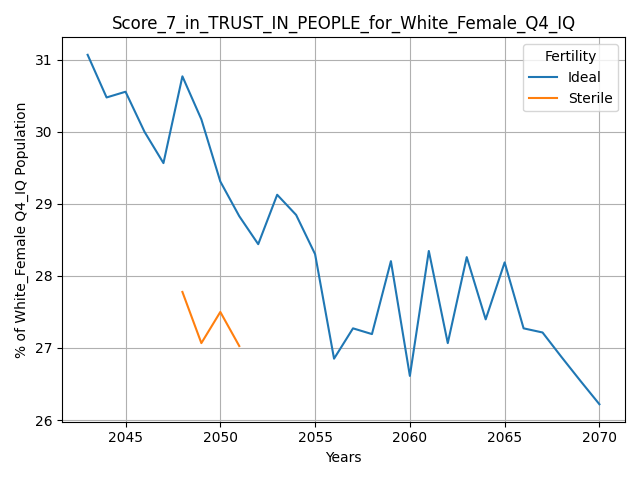 Score_7_in_TRUST_IN_PEOPLE_for_White_Female_Q4_IQ
% of White_Female Q4_IQ Population
31
30
29
28
27
26
Fertility
Ideal
Sterile
2045
2050
2055
2060
2065
2070
Years